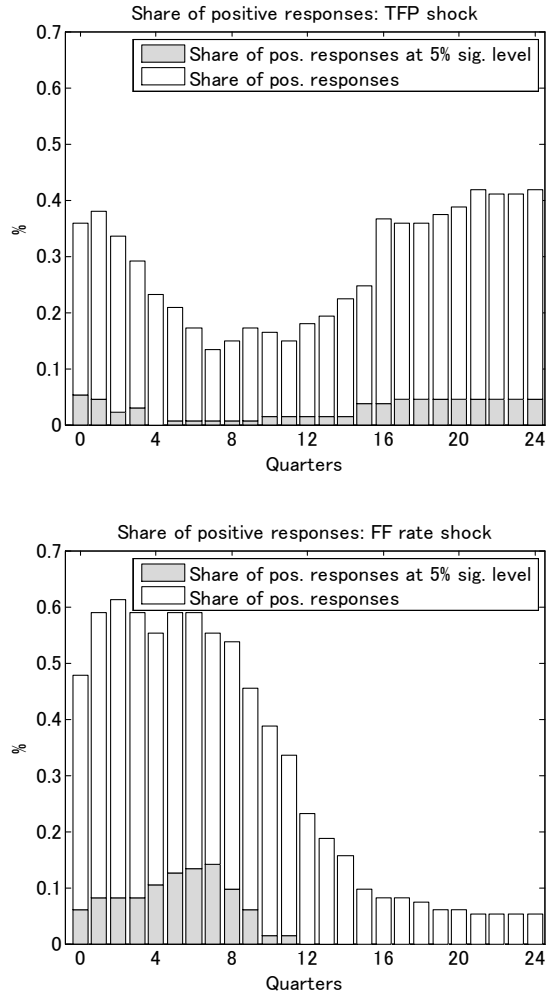 Share of positive responses: TFP shock
0.7
Share of pos. responses at 5% sig. level
Share of pos. responses
0.6
0.5
0.4
%
0.3
0.2
0.1
0
0 4 8 12 16 20 24
Quarters
Share of positive responses: FF rate shock
0.7
Share of pos. responses at 5% sig. level
Share of pos. responses
0.6
0.5
0.4
%
0.3
0.2
0.1
0
0 4 8 12 16 20 24
Quarters